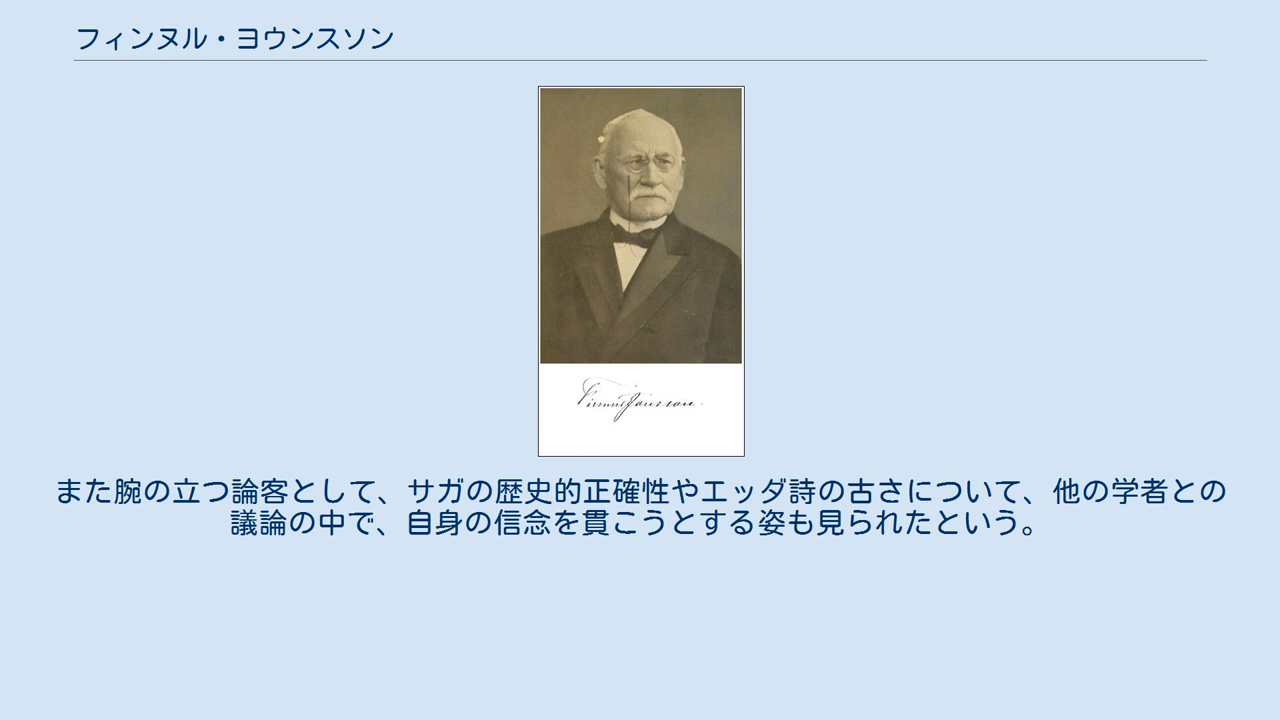 フィンヌル・ヨウンスソン
Finnur Jónsson.
また腕の立つ論客として、サガの歴史的正確性やエッダ詩の古さについて、他の学者との
議論の中で、自身の信念を貫こうとする姿も見られたという。